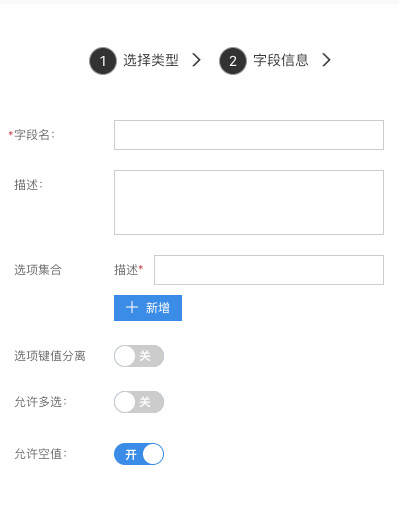 1 选择类型 > 2 字段信息 >
*字段名：
描述：
选项集合 描述*
＋ 新增
选项键值分离 关
允许多选： 关
允许空值： 开